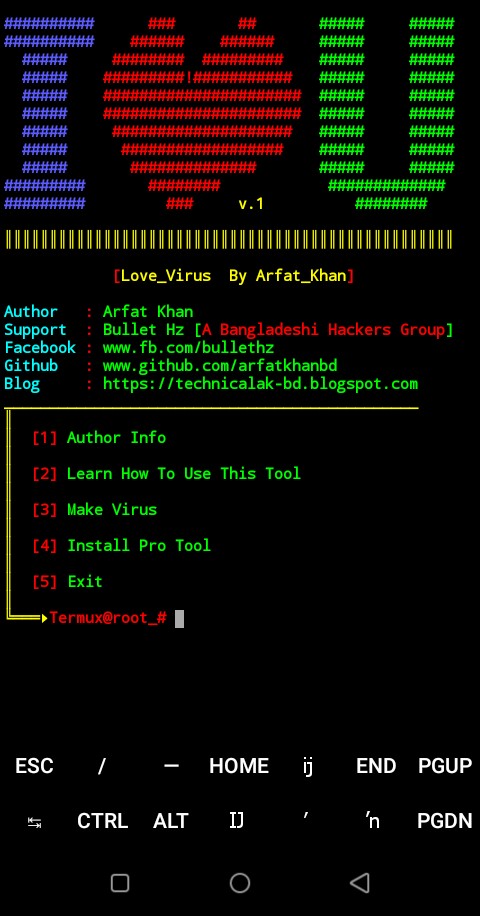 ###########      ###       ##       #####     #####
###########    ######    ######     #####     #####
  #####     ########  #########    #####     #####
  #####    #########!###########   #####     #####
  #####    ######################  #####     #####
  #####    ######################  #####     #####
  #####     ####################   #####     #####
  #####      ##################    #####     #####
  #####       ##############       #####     #####
#########       ########            #############
#########         ###     v.1          ########
‖‖‖‖‖‖‖‖‖‖‖‖‖‖‖‖‖‖‖‖‖‖‖‖‖‖‖‖‖‖‖‖‖‖‖‖‖‖‖‖‖‖‖‖‖‖‖‖‖‖
[Love_Virus  By Arfat_Khan]
Author   : Arfat Khan
Support  : Bullet Hz [A Bangladeshi Hackers Group]
Facebook : www.fb.com/bullethz
Github   : www.github.com/arfatkhanbd
Blog     : https://technicalak-bd.blogspot.com
[1] Author Info
[2] Learn How To Use This Tool
[3] Make Virus
[4] Install Pro Tool
[5] Exit
Termux@root_#
ESC / — HOME ĳ END PGUP
↹ CTRL ALT Ĳ ′ ŉ PGDN